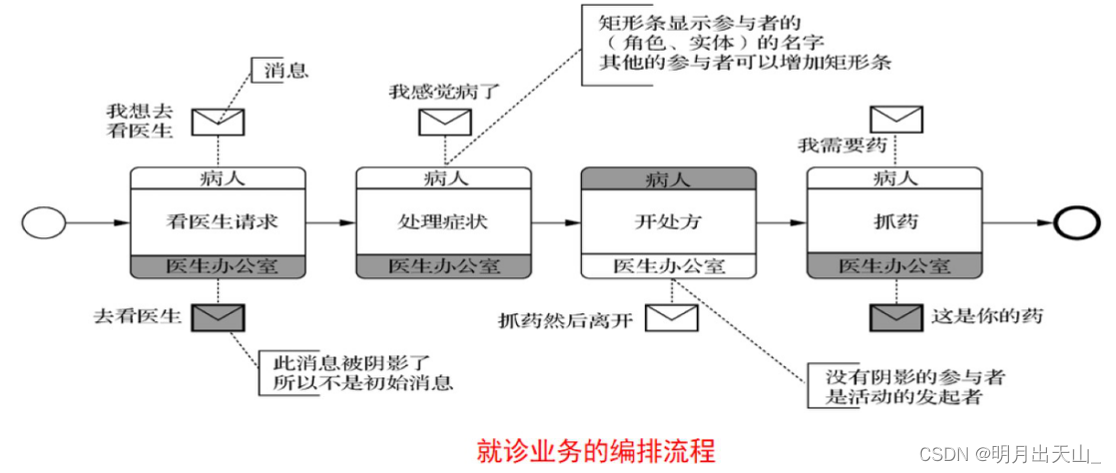 矩形条显示参与者的
（角色、实体）的名字
其他的参与者可以增加矩形条
消息
我想去
看医生
我感觉病了
我需要药
病人
病人
病人
病人
看医生请求
处理症状
开处方
抓药
医生办公室
医生办公室
医生办公室
医生办公室
去看医生
抓药然后离开
这是你的药
此消息被阴影了
所以不是初始消息
没有阴影的参与者
是活动的发起者
就诊业务的编排流程
CSDN @明月出天山_